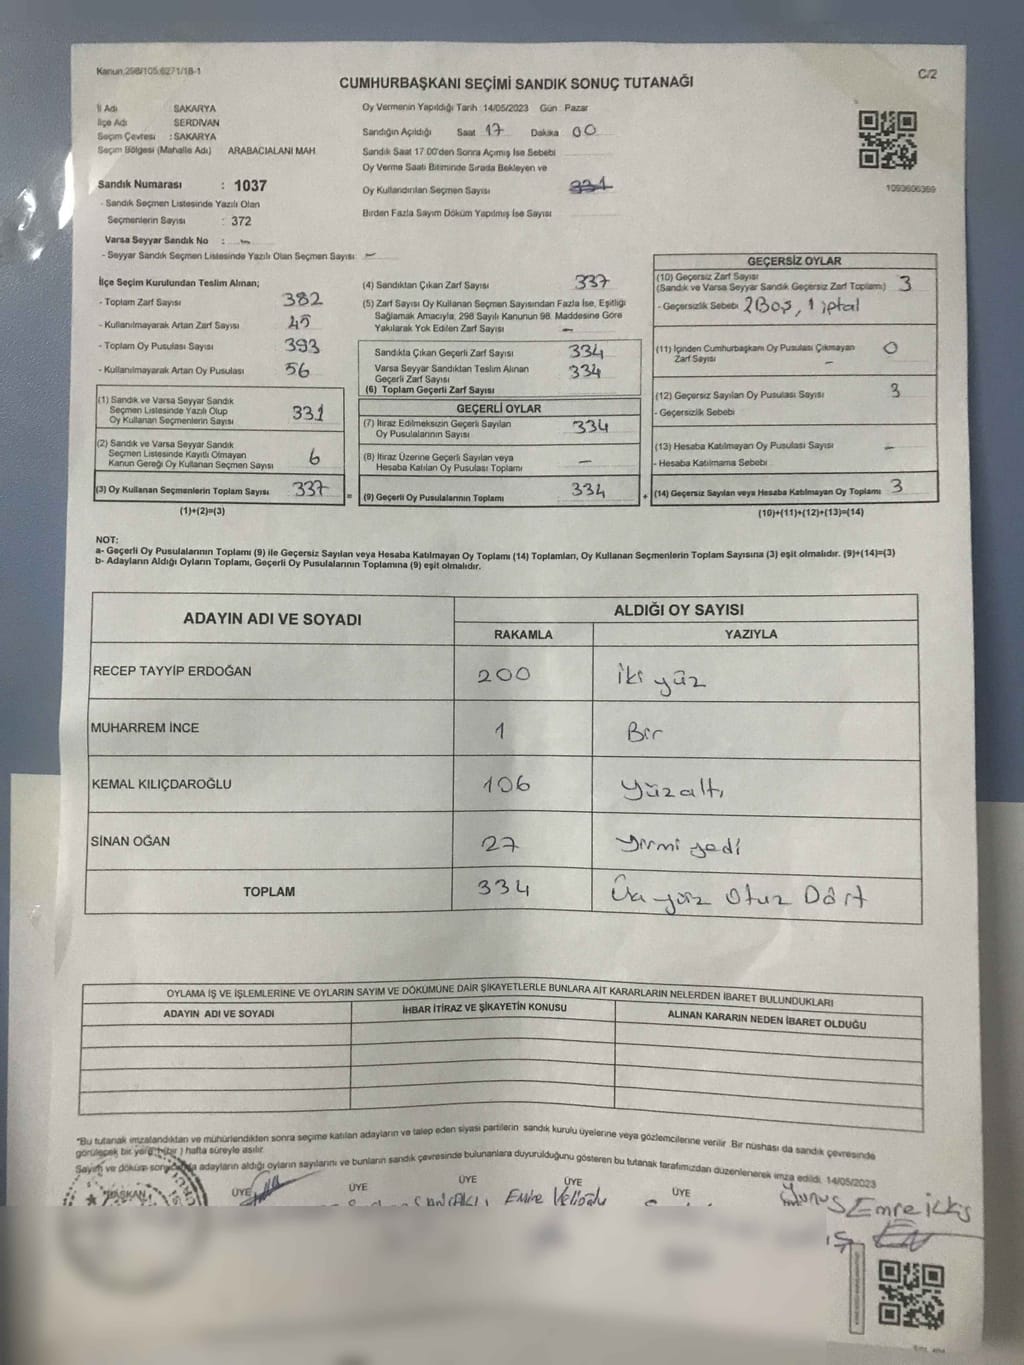 Kanun;298/105;6271/18-1
C/2
CUMHURBAŞKANI SEÇİMİ SANDIK SONUÇ TUTANAĞI
İl Adı SAKARYA
İlçe Adı SERDİVAN
Seçim Çevresi : SAKARYA
Seçim Bölgesi (Mahalle Adı) ARABACIALANI MAH.
Sandık Numarası : 1037
- Sandık Seçmen Listesinde Yazılı Olan
Seçmenlerin Sayısı : 372
Varsa Seyyar Sandık No : -
- Seyyar Sandık Seçmen Listesinde Yazılı Olan Seçmen Sayısı: -
Oy Vermenin Yapıldığı Tarih :14/05/2023 Gün : Pazar
Sandığın Açıldığı Saat 17 Dakika 00
Sandık Saat 17.00'den Sonra Açımış İse Sebebi
Oy Verme Saati Bitiminde Sırada Bekleyen ve
Oy Kullandırılan Seçmen Sayısı 331
Birden Fazla Sayım Döküm Yapılmış İse Sayısı
1093606369
İlçe Seçim Kurulundan Teslim Alınan;
- Toplam Zarf Sayısı 382
- Kullanılmayarak Artan Zarf Sayısı 45
- Toplam Oy Pusulası Sayısı 393
- Kullanılmayarak Artan Oy Pusulası 56
(1) Sandık ve Varsa Seyyar Sandık
Seçmen Listesinde Yazılı Olup
Oy Kullanan Seçmenlerin Sayısı 331
(2) Sandık ve Varsa Seyyar Sandık
Seçmen Listesinde Kayıtlı Olmayan
Kanun Gereği Oy Kullanan Seçmen Sayısı 6
(3) Oy Kullanan Seçmenlerin Toplam Sayısı 337 =
(1)+(2)=(3)
(4) Sandıktan Çıkan Zarf Sayısı 337
(5) Zarf Sayısı Oy Kullanan Seçmen Sayısından Fazla İse, Eşitliği
Sağlamak Amacıyla, 298 Sayılı Kanunun 98. Maddesine Göre
Yakılarak Yok Edilen Zarf Sayısı -
Sandıkta Çıkan Geçerli Zarf Sayısı 334
Varsa Seyyar Sandıktan Teslim Alınan
Geçerli Zarf Sayısı 334
(6) Toplam Geçerli Zarf Sayısı
GEÇERLİ OYLAR
(7) İtiraz Edilmeksizin Geçerli Sayılan
Oy Pusulalarının Sayısı 334
(8) İtiraz Üzerine Geçerli Sayılan veya
Hesaba Katılan Oy Pusulası Toplamı -
(9) Geçerli Oy Pusulalarının Toplamı 334 +
GEÇERSİZ OYLAR
(10) Geçersiz Zarf Sayısı
(Sandık ve Varsa Seyyar Sandık Geçersiz Zarf Toplamı) 3
- Geçersizlik Sebebi 2 Boş, 1 iptal
(11) İçinden Cumhurbaşkanı Oy Pusulası Çıkmayan
Zarf Sayısı 0
-
(12) Geçersiz Sayılan Oy Pusulası Sayısı 3
- Geçersizlik Sebebi
(13) Hesaba Katılmayan Oy Pusulası Sayısı -
- Hesaba Katılmama Sebebi
(14) Geçersiz Sayılan veya Hesaba Katılmayan Oy Toplamı 3
(10)+(11)+(12)+(13)=(14)
NOT:
a- Geçerli Oy Pusulalarının Toplamı (9) ile Geçersiz Sayılan veya Hesaba Katılmayan Oy Toplamı (14) Toplamları, Oy Kullanan Seçmenlerin Toplam Sayısına (3) eşit olmalıdır. (9)+(14)=(3)
b- Adayların Aldığı Oyların Toplamı, Geçerli Oy Pusulalarının Toplamına (9) eşit olmalıdır.
ADAYIN ADI VE SOYADI ALDIĞI OY SAYISI
RAKAMLA YAZIYLA
RECEP TAYYİP ERDOĞAN 200 İki yüz
MUHARREM İNCE 1 Bir
KEMAL KILIÇDAROĞLU 106 Yüzaltı
SİNAN OĞAN 27 Yirmi yedi
TOPLAM 334 Üç yüz Otuz Dört
OYLAMA İŞ VE İŞLEMLERİNE VE OYLARIN SAYIM VE DÖKÜMÜNE DAİR ŞİKAYETLERLE BUNLARA AİT KARARLARIN NELERDEN İBARET BULUNDUKLARI
ADAYIN ADI VE SOYADI İHBAR İTİRAZ VE ŞİKAYETİN KONUSU ALINAN KARARIN NEDEN İBARET OLDUĞU
"Bu tutanak imzalandıktan ve mühürlendikten sonra seçime katılan adayların ve talep eden siyasi partilerin sandık kurulu üyelerine veya gözlemcilerine verilir. Bir nüshası da sandık çevresinde
görülecek bir yere (bir) hafta süreyle asılır.
Sayım ve döküm sonucunda adayların aldığı oyların sayılarını ve bunların sandık çevresinde bulunanlara duyurulduğunu gösteren bu tutanak tarafımızdan düzenlenerek imza edildi. 14/05/2023
BAŞKAN ÜYE ÜYE ÜYE ÜYE ÜYE
Emre Velioğlu
Yunus Emre